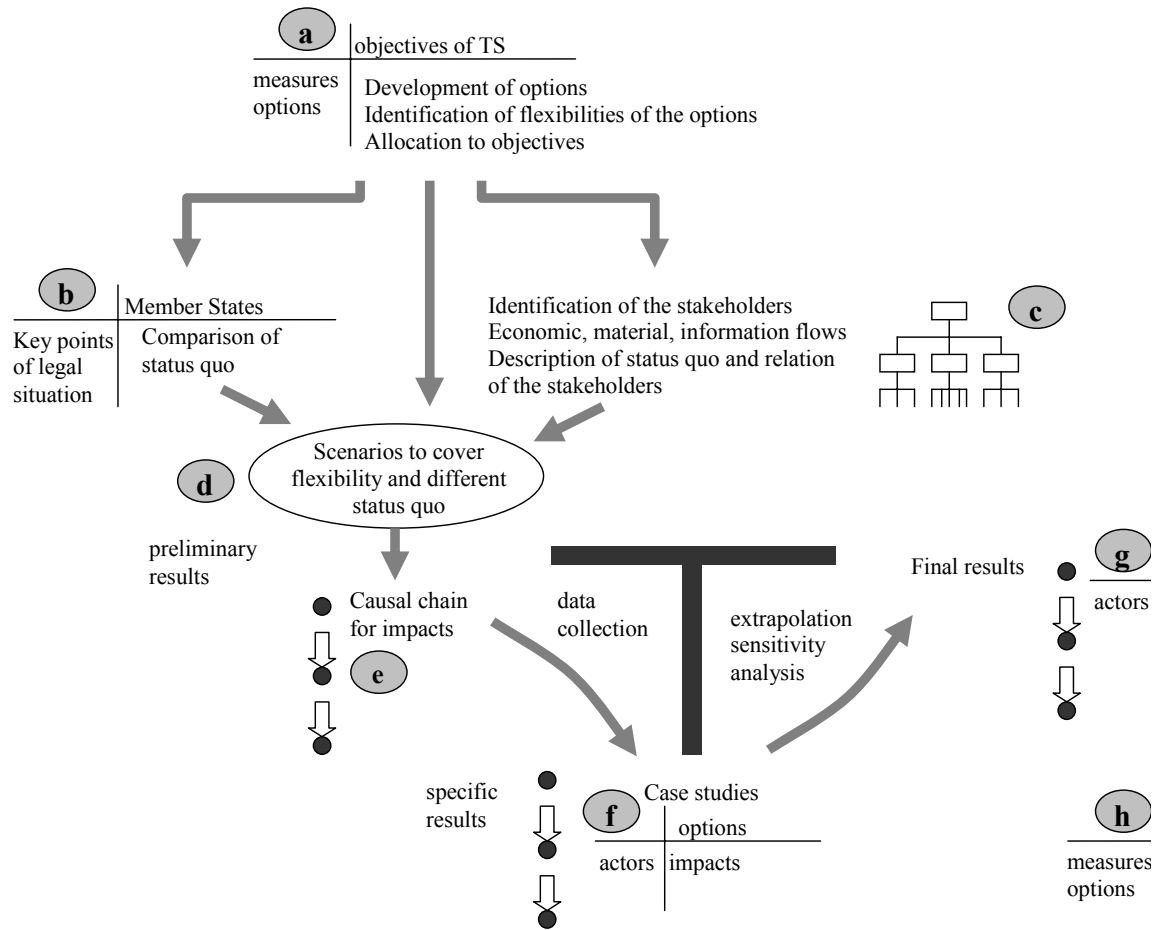 a
objectives of TS
measures
options
Development of options
Identification of flexibilities of the options
Allocation to objectives
b
Member States
Key points
of legal
situation
Comparison of
status quo
Identification of the stakeholders
Economic, material, information flows
Description of status quo and relation
of the stakeholders
c
Scenarios to cover
flexibility and different
status quo
d
preliminary
results
Causal chain
for impacts
e
data
collection
extrapolation
sensitivity
analysis
Final results
g
actors
specific
results
Case studies
f
options
actors
impacts
h
measures
options